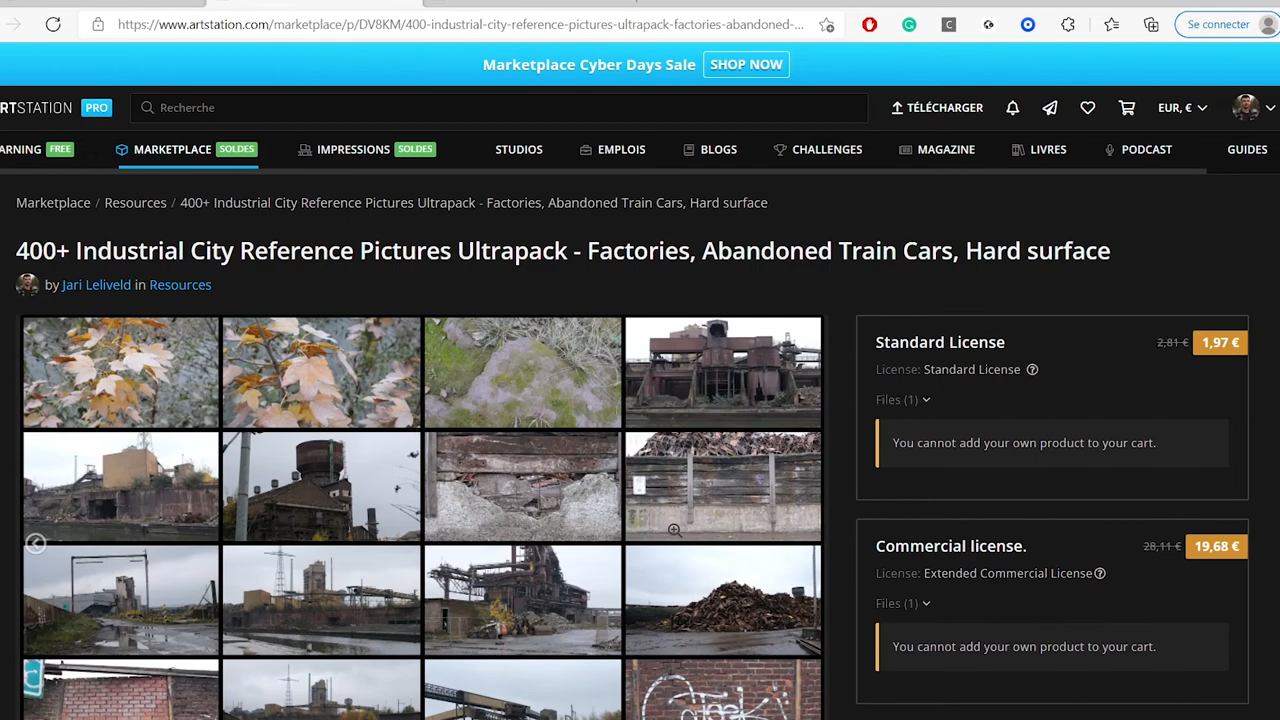 https://www.artstation.com/marketplace/p/DV8KM/400-industrial-city-reference-pictures-ultrapack-factories-abandoned-...
Se connecter
Marketplace Cyber Days Sale SHOP NOW
RTSTATION PRO
Recherche
TÉLÉCHARGER
EUR, €
ARNING FREE
MARKETPLACE SOLDES
IMPRESSIONS SOLDES
STUDIOS
EMPLOIS
BLOGS
CHALLENGES
MAGAZINE
LIVRES
PODCAST
GUIDES
Marketplace / Resources / 400+ Industrial City Reference Pictures Ultrapack - Factories, Abandoned Train Cars, Hard surface
400+ Industrial City Reference Pictures Ultrapack - Factories, Abandoned Train Cars, Hard surface
by Jari Leliveld in Resources
Standard License
2,81 € 1,97 €
License: Standard License
Files (1)
You cannot add your own product to your cart.
Commercial license.
28,11 € 19,68 €
License: Extended Commercial License
Files (1)
You cannot add your own product to your cart.